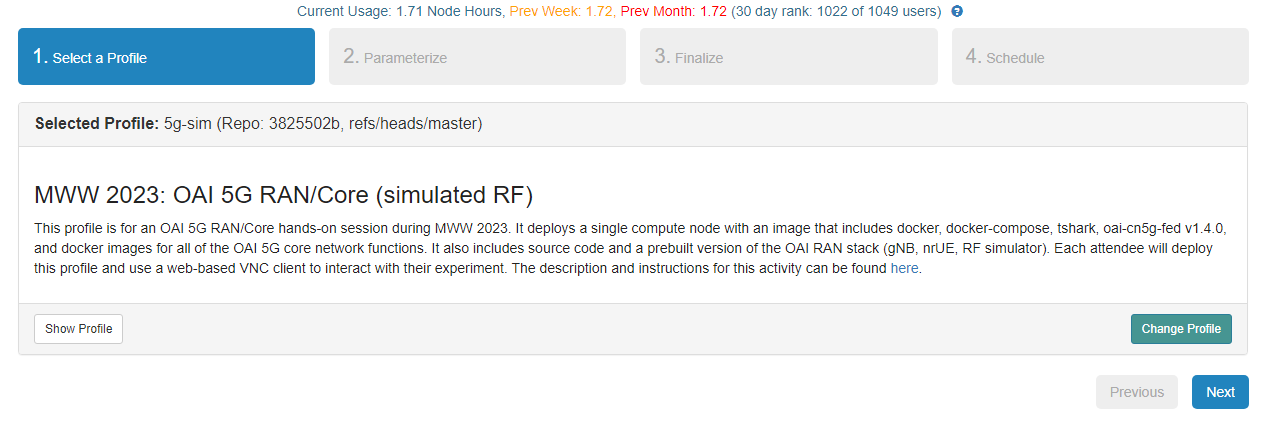 Current Usage: 1.71 Node Hours, Prev Week: 1.72, Prev Month: 1.72 (30 day rank: 1022 of 1049 users) ?
1. Select a Profile
2. Parameterize
3. Finalize
4. Schedule
Selected Profile: 5g-sim (Repo: 3825502b, refs/heads/master)
MWW 2023: OAI 5G RAN/Core (simulated RF)
This profile is for an OAI 5G RAN/Core hands-on session during MWW 2023. It deploys a single compute node with an image that includes docker, docker-compose, tshark, oai-cn5g-fed v1.4.0,
and docker images for all of the OAI 5G core network functions. It also includes source code and a prebuilt version of the OAI RAN stack (gNB, nrUE, RF simulator). Each attendee will deploy
this profile and use a web-based VNC client to interact with their experiment. The description and instructions for this activity can be found here.
Show Profile
Change Profile
Previous
Next